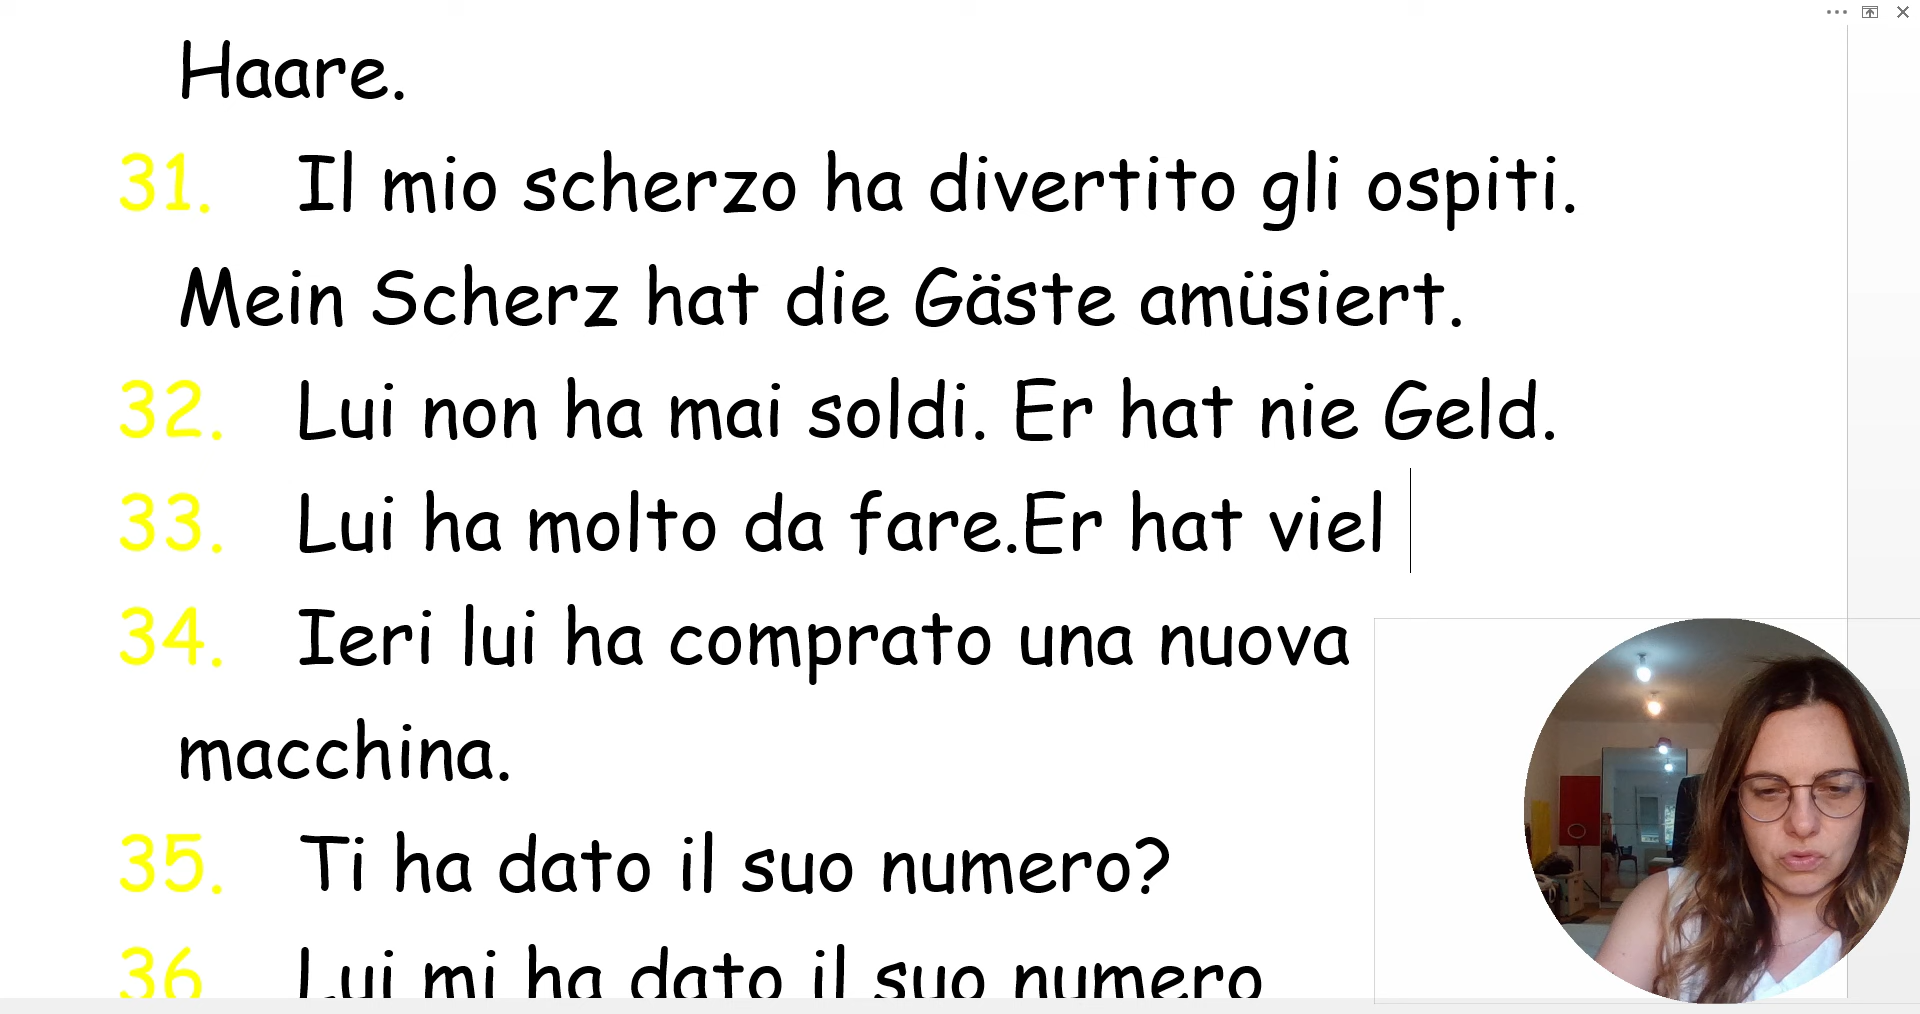 Haare.
31. Il mio scherzo ha divertito gli ospiti.
Mein Scherz hat die Gäste amüsiert.
32. Lui non ha mai soldi. Er hat nie Geld.
33. Lui ha molto da fare.Er hat viel
34. Ieri lui ha comprato una nuova
macchina.
35. Ti ha dato il suo numero?
36 Lui mi ha dato il suo numero